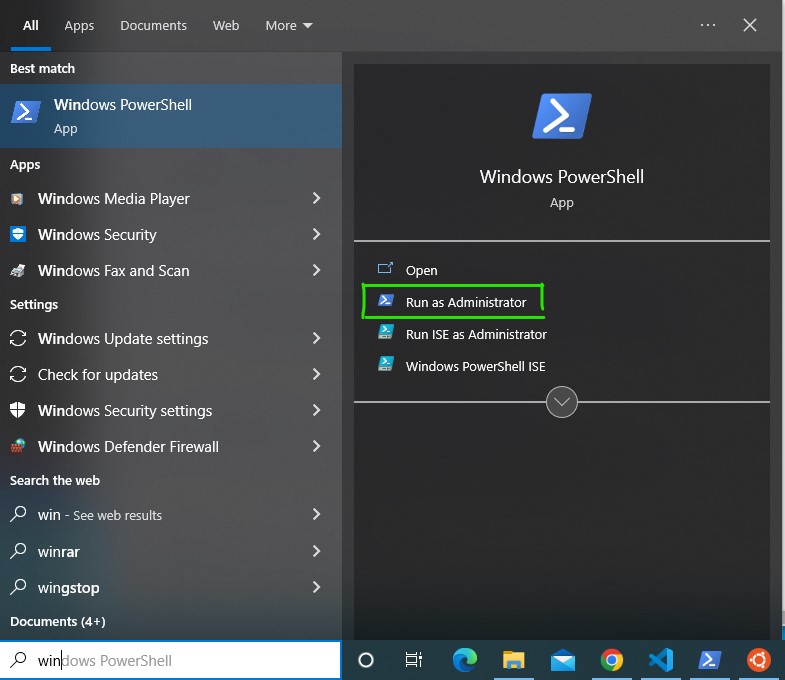 All Apps Documents Web More
Best match
Windows PowerShell
App
Apps
Windows Media Player
Windows Security
Windows Fax and Scan
Settings
Windows Update settings
Check for updates
Windows Security settings
Windows Defender Firewall
Search the web
win - See web results
winrar
wingstop
Documents (4+)
windows PowerShell
Windows PowerShell
App
Open
Run as Administrator
Run ISE as Administrator
Windows PowerShell ISE